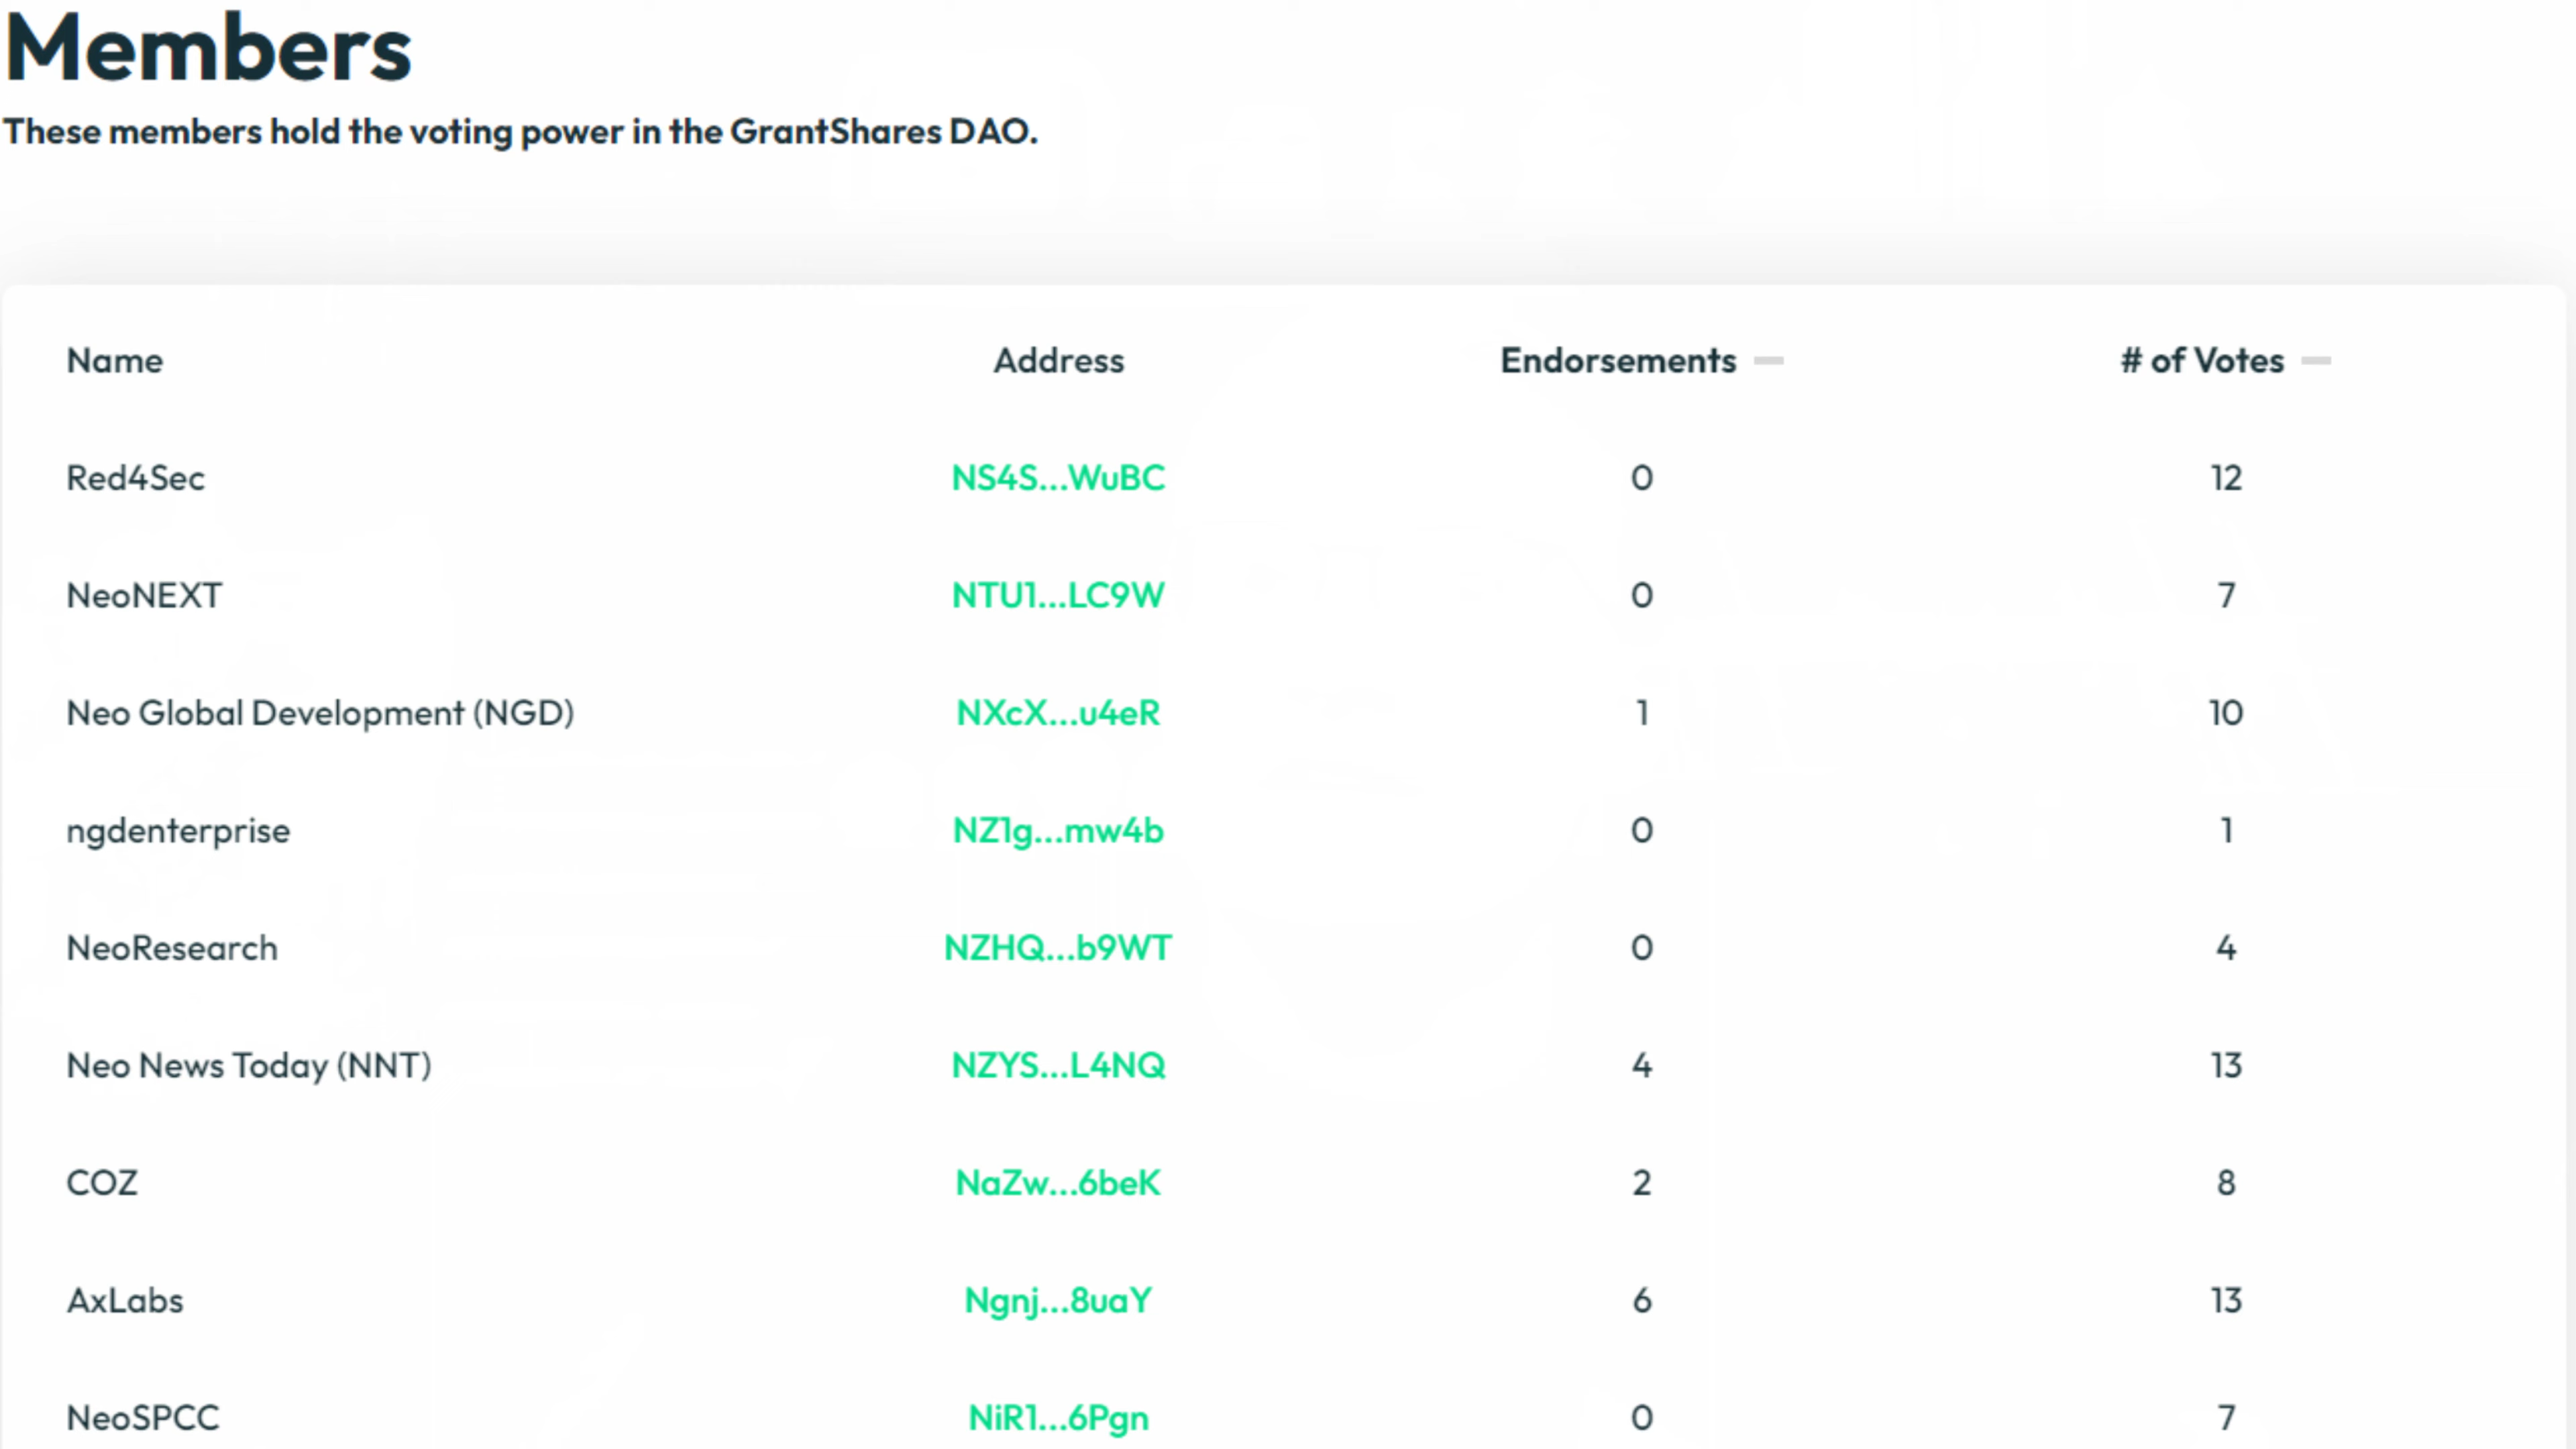 Members
These members hold the voting power in the GrantShares DAO.
Name Address Endorsements # of Votes
Red4Sec NS4S...WuBC 0 12
NeoNEXT NTU1...LC9W 0 7
Neo Global Development (NGD) NXcX...u4eR 1 10
ngdenterprise NZ1g...mw4b 0 1
NeoResearch NZHQ...b9WT 0 4
Neo News Today (NNT) NZYS...L4NQ 4 13
COZ NaZw...6beK 2 8
AxLabs Ngnj...8uaY 6 13
NeoSPCC NiR1...6Pgn 0 7